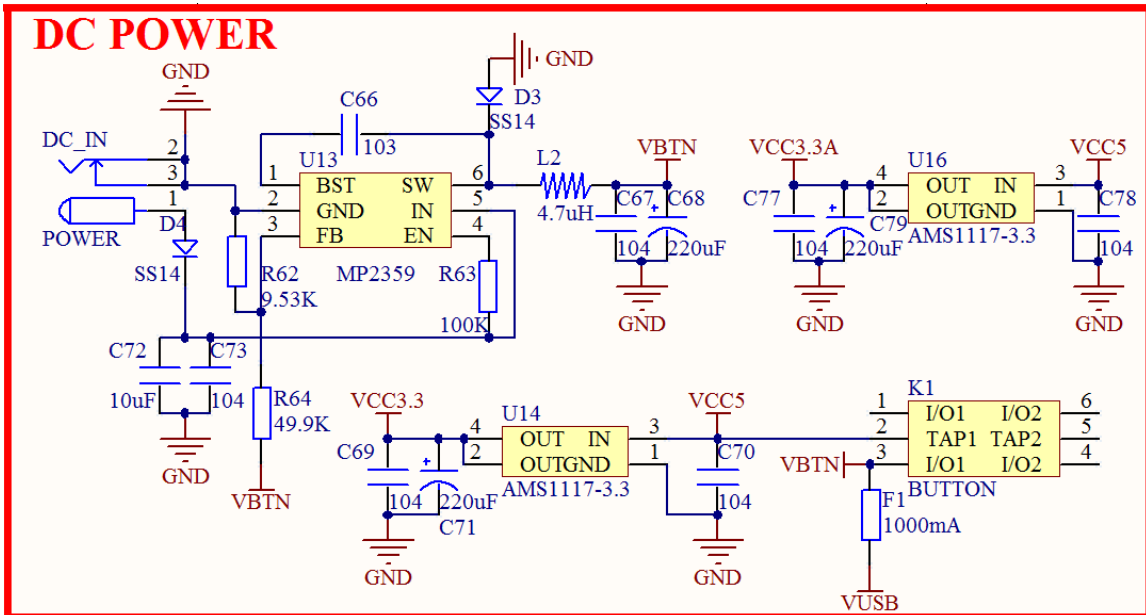 DC POWER
GND
GND
D3
SS14
C66
103
DC_IN
2
3
1
POWER
D4
SS14
U13
1
BST
SW
6
2
GND
IN
5
3
FB
EN
4
MP2359
R62
9.53K
R63
100K
L2
4.7uH
VBTN
C67
C68
104
220uF
GND
VCC3.3A
C77
C79
104
220uF
GND
U16
4
OUT
IN
3
2
OUT
GND
1
AMS1117-3.3
VCC5
C78
104
GND
C72
C73
10uF
104
GND
R64
49.9K
VBTN
VCC3.3
C69
104
220uF
C71
GND
U14
4
OUT
IN
3
2
OUT
GND
1
AMS1117-3.3
VCC5
C70
104
GND
K1
1
I/O1
I/O2
6
2
TAP1
TAP2
5
VBTN
3
I/O1
I/O2
4
BUTTON
F1
1000mA
VUSB